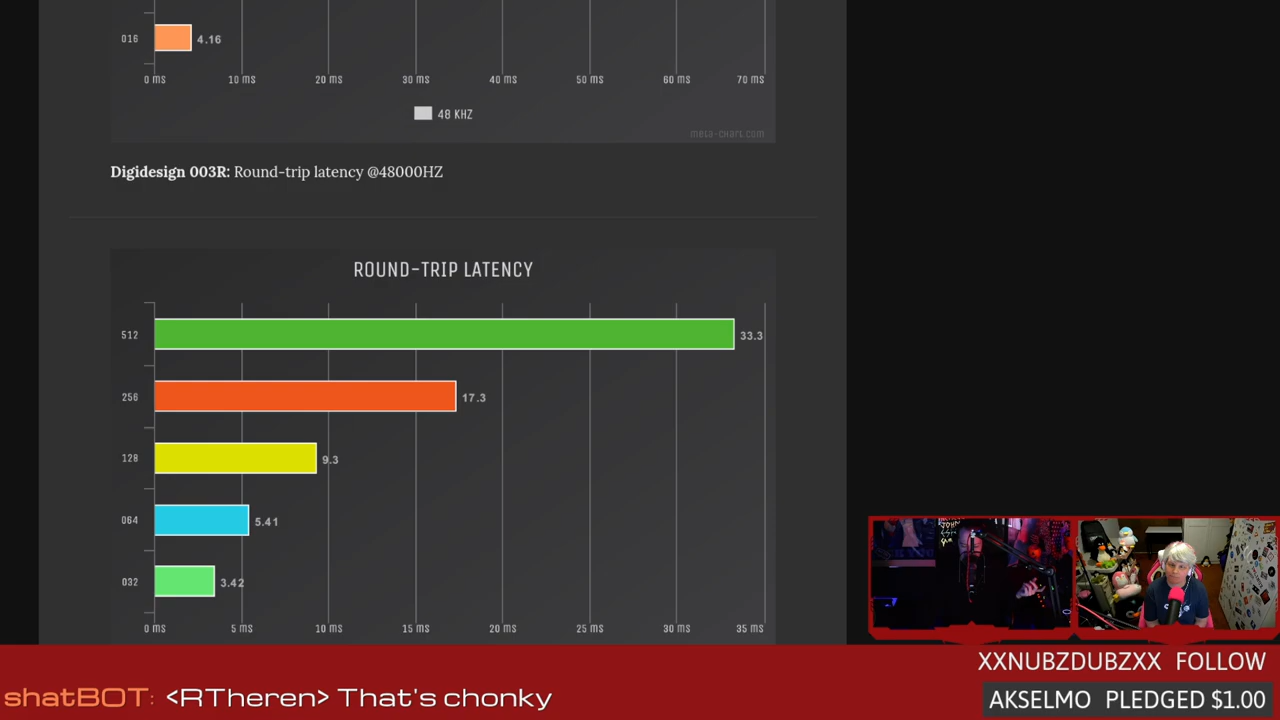 016
4.16
0 MS 10 MS 20 MS 30 MS 40 MS 50 MS 60 MS 70 MS
48 KHZ
meta-chart.com
Digidesign 003R: Round-trip latency @48000HZ
ROUND-TRIP LATENCY
512
33.3
256
17.3
128
9.3
064
5.41
032
3.42
0 MS 5 MS 10 MS 15 MS 20 MS 25 MS 30 MS 35 MS
XXNUBZDUBZXX FOLLOW
shatBOT: <RTheren> That's chonky
AKSELMO PLEDGED $1.00